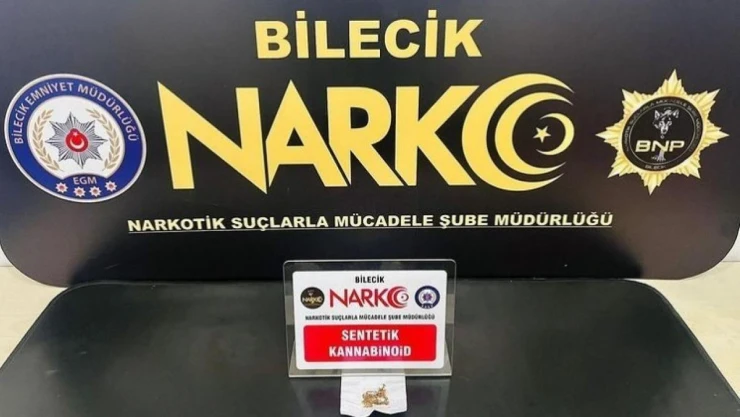 BİLECİK
NARKO
BİLECİK EMNİYET MÜDÜRLÜĞÜ
EGM
BNP
NARKOTİK SUÇLARLA MÜCADELE ŞUBE MÜDÜRLÜĞÜ
BİLECİK
NARKO
NARKOTİK SUÇLARLA MÜCADELE ŞUBE MÜDÜRLÜĞÜ
SENTETİK
KANNABİNOİD